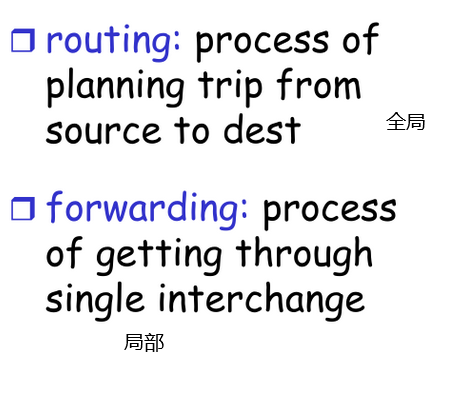 routing: process of
planning trip from
source to dest
全局
forwarding: process
of getting through
single interchange
局部